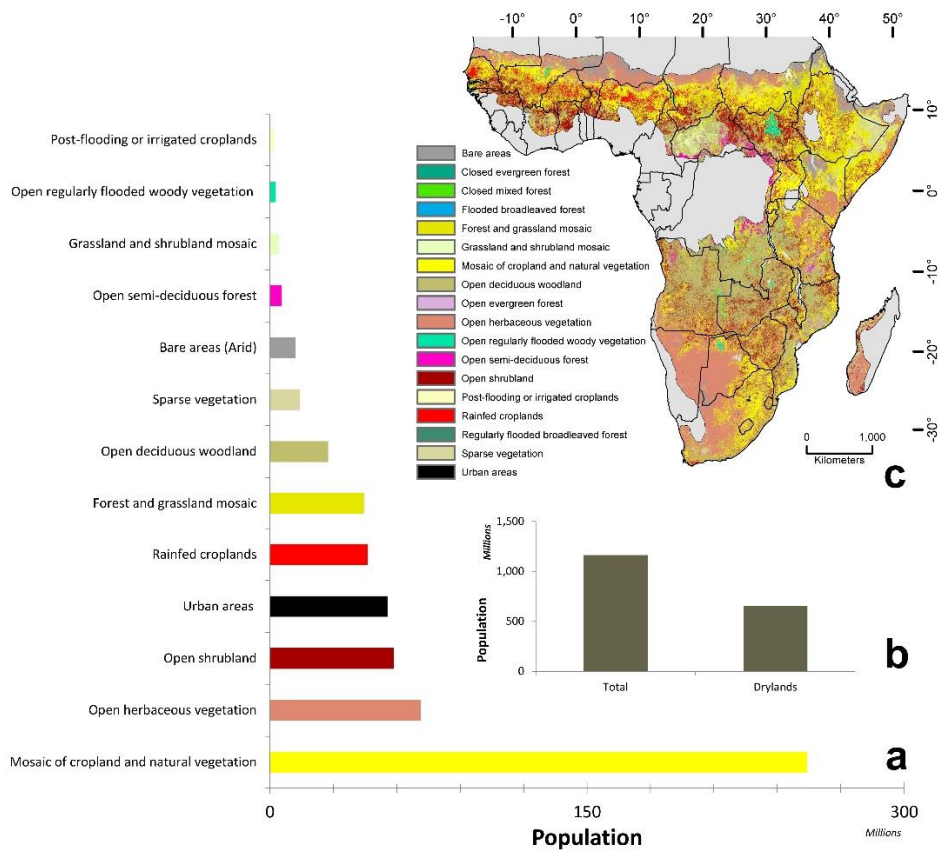 -10° 0° 10° 20° 30° 40° 50°
10°
0°
-10°
-20°
-30°
0 1,000
Kilometers
c
Bare areas
Closed evergreen forest
Closed mixed forest
Flooded broadleaved forest
Forest and grassland mosaic
Grassland and shrubland mosaic
Mosaic of cropland and natural vegetation
Open deciduous woodland
Open evergreen forest
Open herbaceous vegetation
Open regularly flooded woody vegetation
Open semi-deciduous forest
Open shrubland
Post-flooding or irrigated croplands
Rainfed croplands
Regularly flooded broadleaved forest
Sparse vegetation
Urban areas
Post-flooding or irrigated croplands
Open regularly flooded woody vegetation
Grassland and shrubland mosaic
Open semi-deciduous forest
Bare areas (Arid)
Sparse vegetation
Open deciduous woodland
Forest and grassland mosaic
Rainfed croplands
Urban areas
Open shrubland
Open herbaceous vegetation
Mosaic of cropland and natural vegetation
0 150 300
Population
Millions
a
Population
Millions
1,500
1,000
500
0
Total Drylands
b